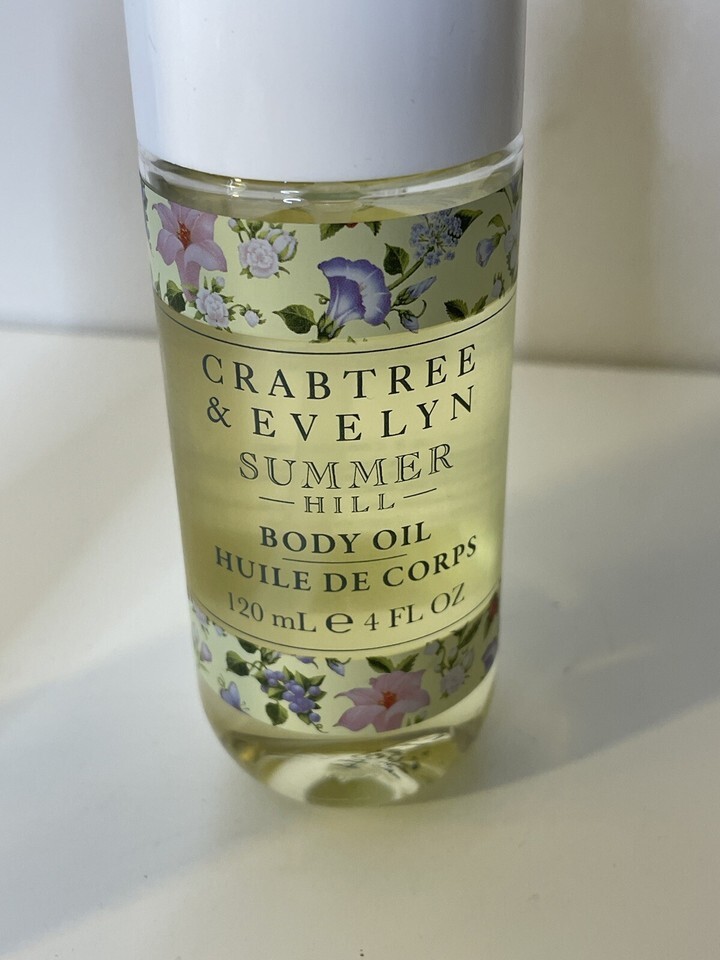 CRABTREE
& EVELYN
SUMMER
HILL
BODY OIL
HUILE DE CORPS
120 mL ℮ 4 FL OZ